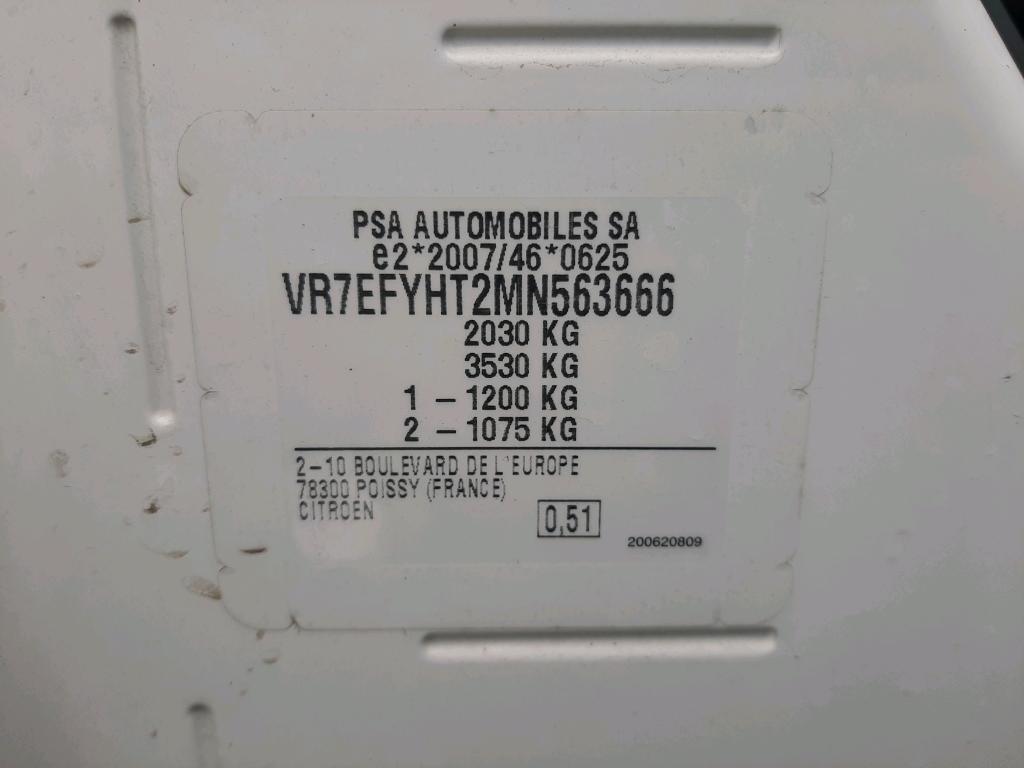 PSA AUTOMOBILES SA
e2*2007/46*0625
VR7EFYHT2MN563666
2030 KG
3530 KG
1 – 1200 KG
2 – 1075 KG
2–10 BOULEVARD DE L'EUROPE
78300 POISSY (FRANCE)
CITROEN
0,51
200620809